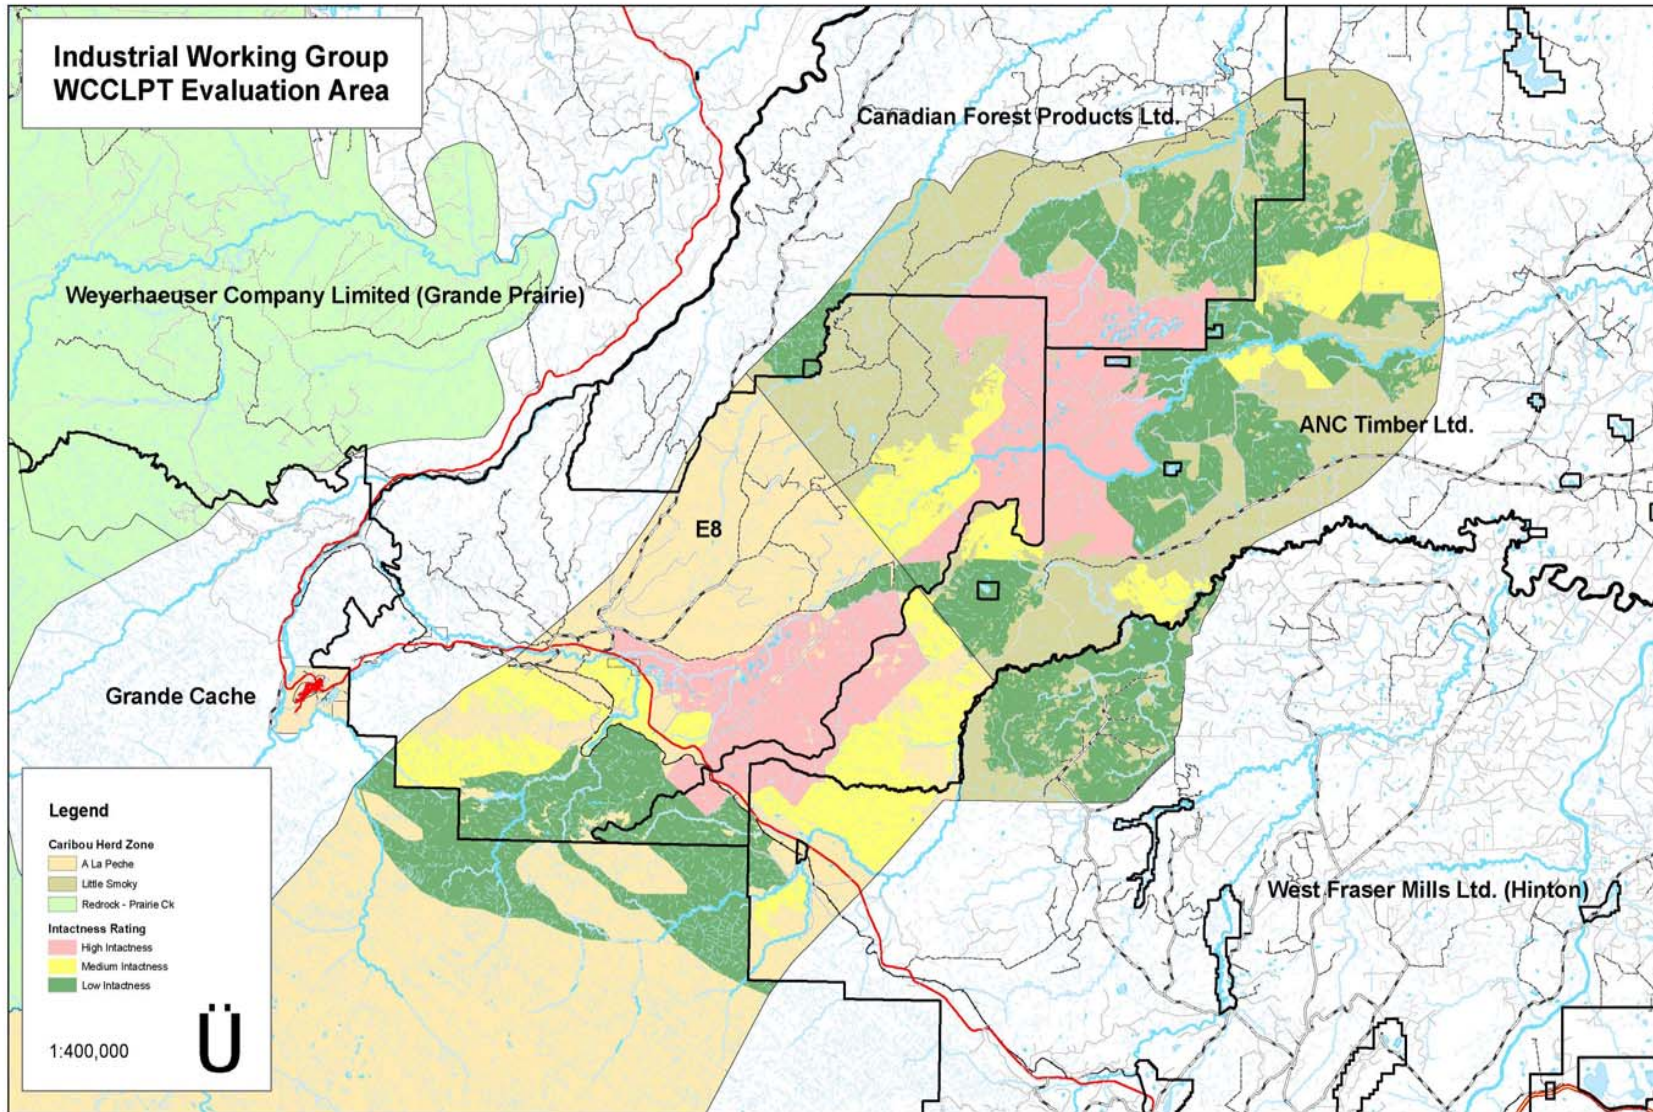 Industrial Working Group
WCCLPT Evaluation Area
Canadian Forest Products Ltd.
Weyerhaeuser Company Limited (Grande Prairie)
ANC Timber Ltd.
E8
Grande Cache
West Fraser Mills Ltd. (Hinton)
Legend
Caribou Herd Zone
A La Peche
Little Smoky
Redrock - Prairie Ck
Intactness Rating
High Intactness
Medium Intactness
Low Intactness
1:400,000
Ü